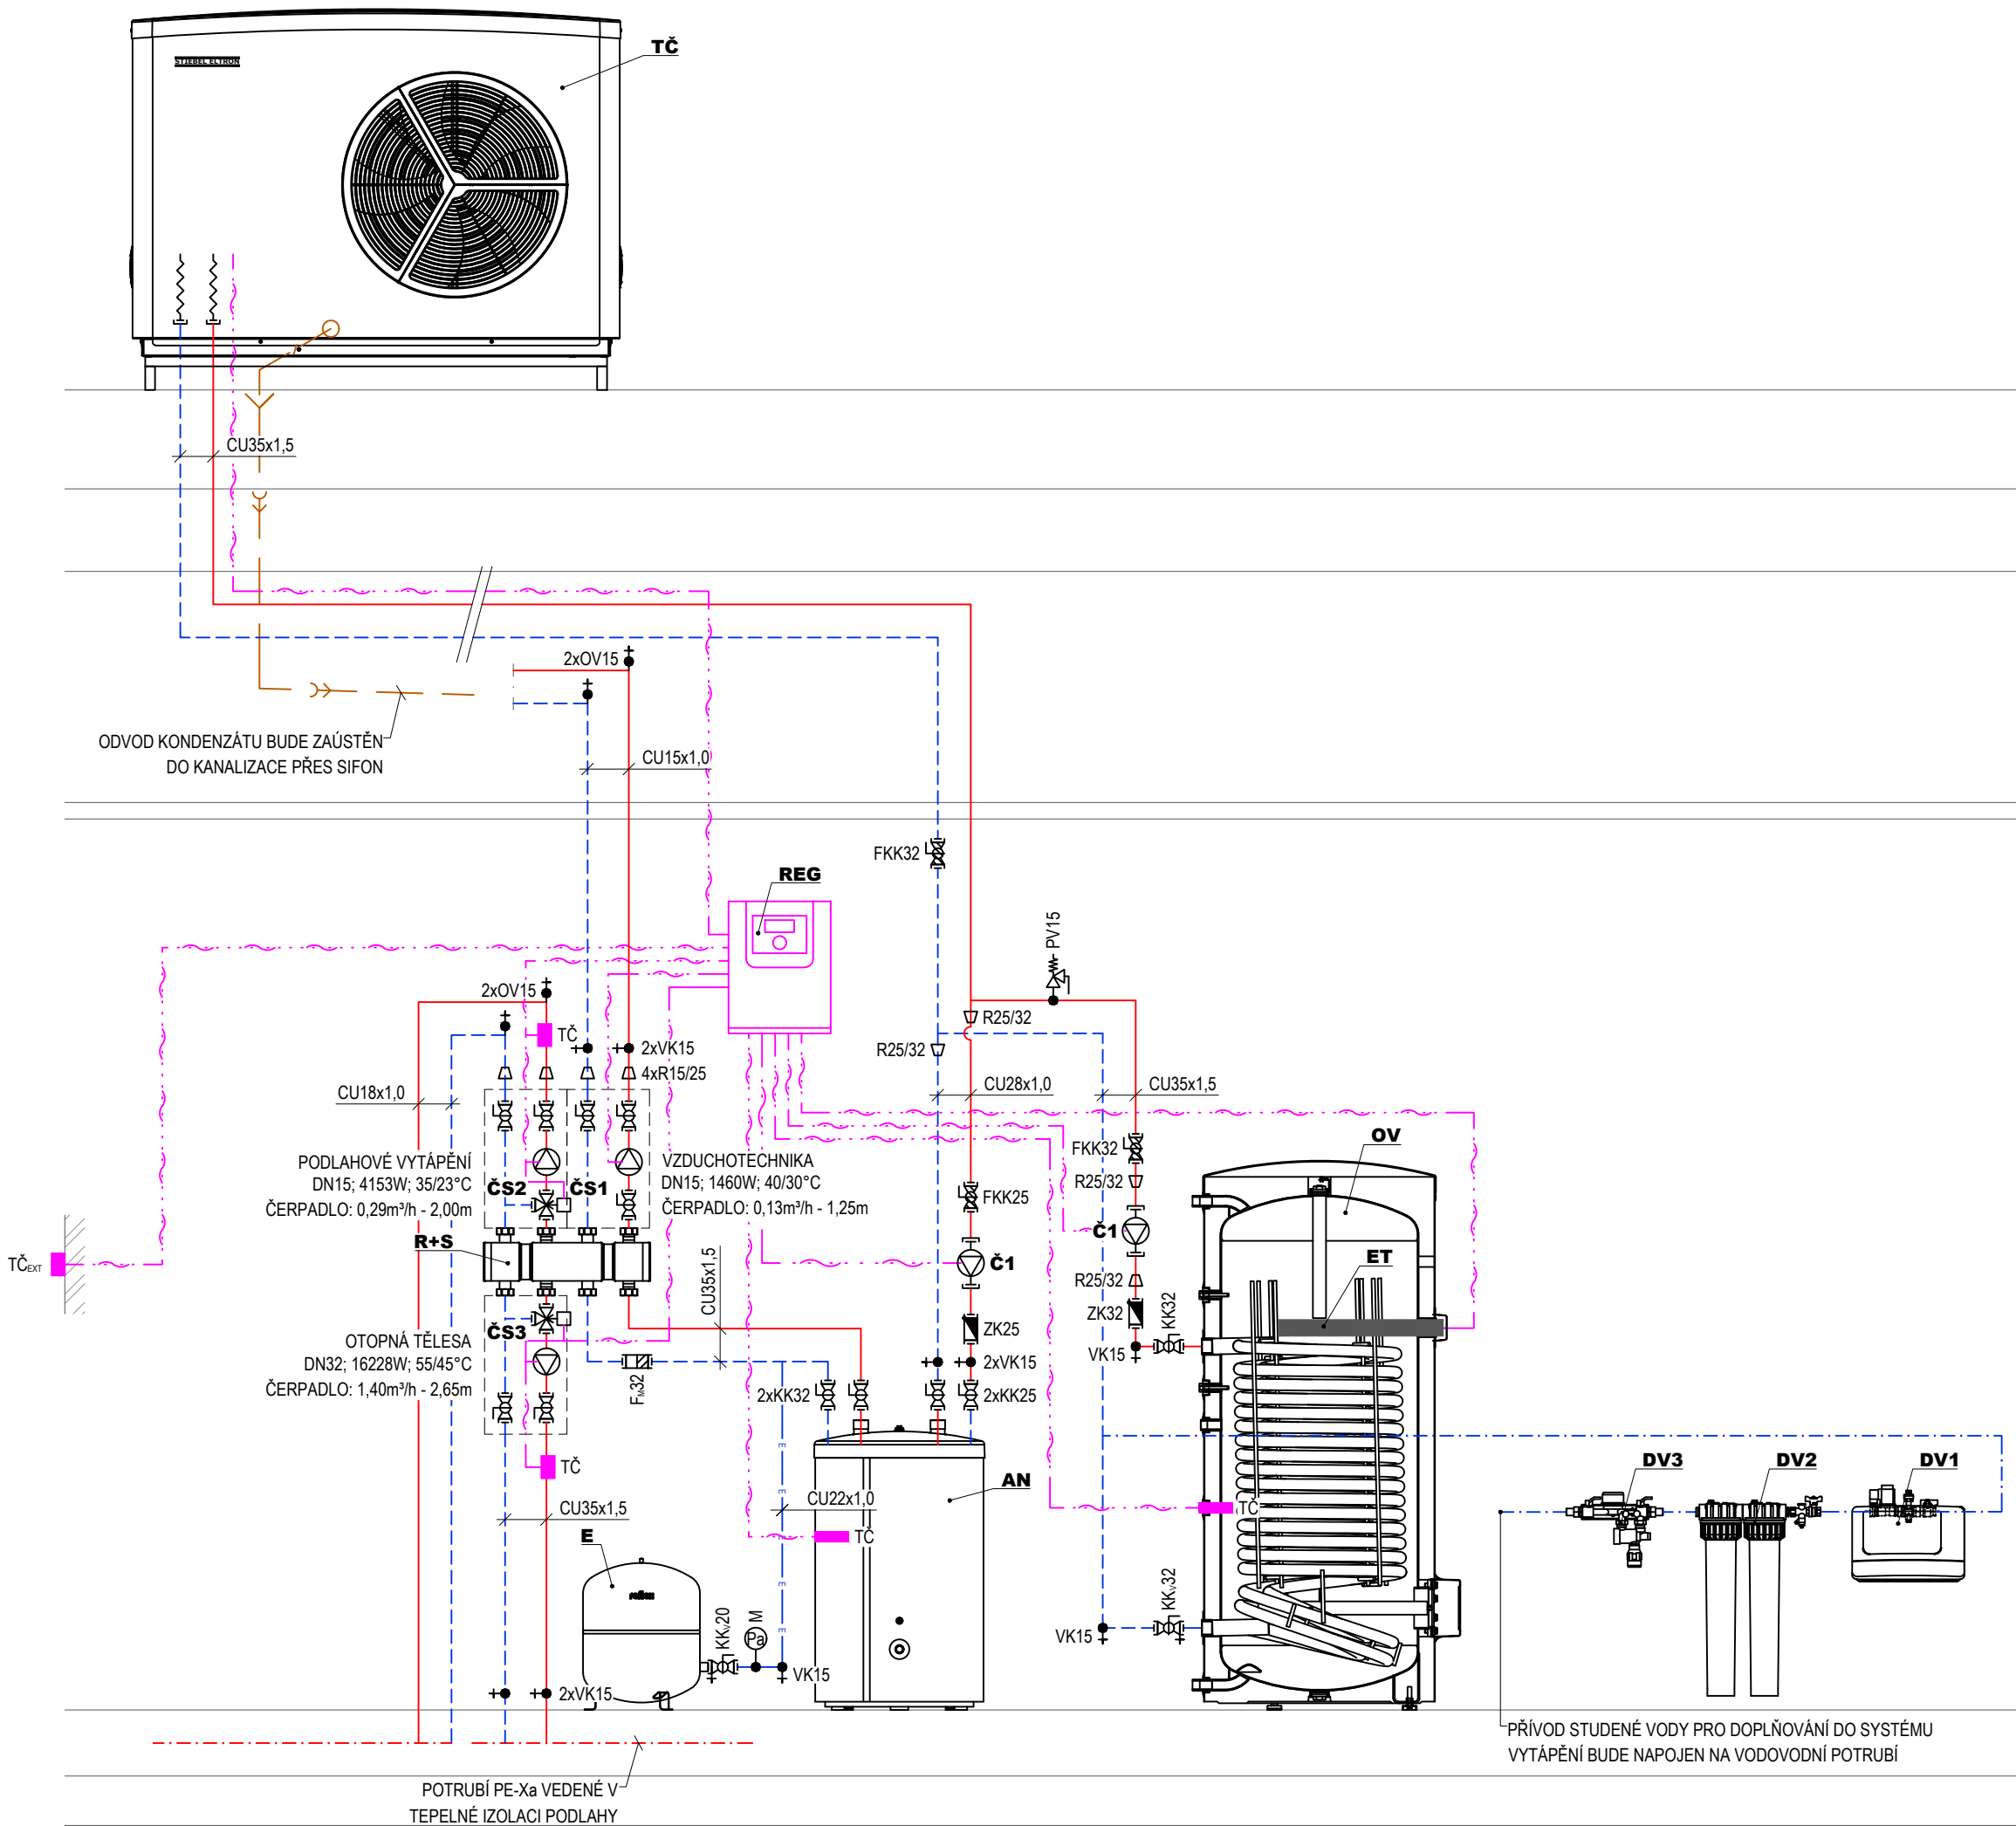 TČ
STIEBEL ELTRON
CU35x1,5
2xOV15
ODVOD KONDENZÁTU BUDE ZAÚSTĚN
DO KANALIZACE PŘES SIFON
CU15x1,0
FKK32
REG
PV15
2xOV15
R25/32
TČ
2xVK15
R25/32
4xR15/25
CU18x1,0
CU28x1,0
CU35x1,5
OV
FKK32
PODLAHOVÉ VYTÁPĚNÍ
DN15; 4153W; 35/23°C
ČERPADLO: 0,29m³/h - 2,00m
ČS2
ČS1
VZDUCHOTECHNIKA
DN15; 1460W; 40/30°C
ČERPADLO: 0,13m³/h - 1,25m
R25/32
FKK25
Č1
R+S
ET
TČEXT
Č1
R25/32
CU35x1,5
ZK32
KK32
ZK25
OTOPNÁ TĚLESA
DN32; 16228W; 55/45°C
ČERPADLO: 1,40m³/h - 2,65m
ČS3
VK15
2xVK15
FM32
2xKK32
2xKK25
TČ
DV3
DV2
DV1
AN
CU22x1,0
CU35x1,5
TČ
E
E
TČ
reflex
E
E
KKV20
M
Pa
KKV32
VK15
VK15
2xVK15
PŘÍVOD STUDENÉ VODY PRO DOPLŇOVÁNÍ DO SYSTÉMU
VYTÁPĚNÍ BUDE NAPOJEN NA VODOVODNÍ POTRUBÍ
POTRUBÍ PE-Xa VEDENÉ V
TEPELNÉ IZOLACI PODLAHY